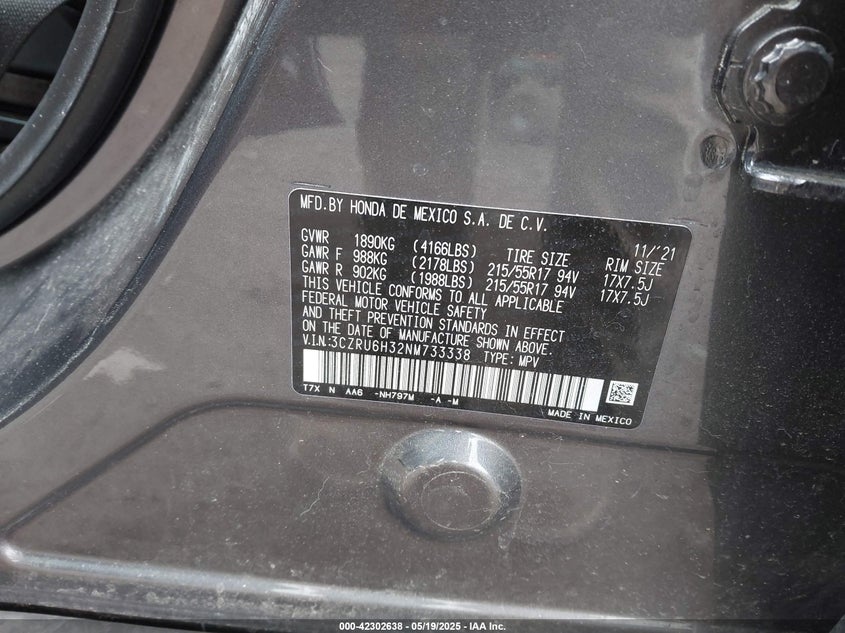 MFD.BY HONDA DE MEXICO S.A. DE C.V.
11/'21
GVWR 1890KG (4166LBS) TIRE SIZE RIM SIZE
GAWR F 988KG (2178LBS) 215/55R17 94V 17X7.5J
GAWR R 902KG (1988LBS) 215/55R17 94V 17X7.5J
THIS VEHICLE CONFORMS TO ALL APPLICABLE
FEDERAL MOTOR VEHICLE SAFETY
AND THEFT PREVENTION STANDARDS IN EFFECT
ON THE DATE OF MANUFACTURE SHOWN ABOVE.
V.I.N:3CZRU6H32NM733338 TYPE: MPV
T7X N AA6 -NH797M -A -M
MADE IN MEXICO
000-42302638 - 05/19/2025 - IAA Inc.